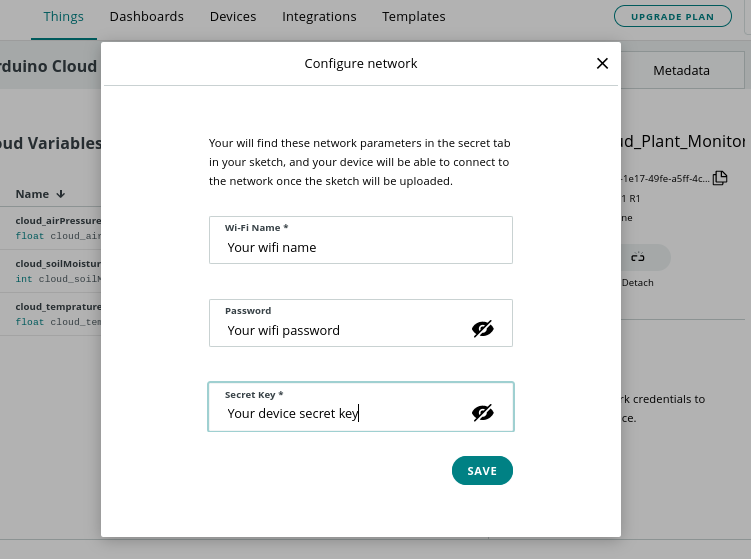 Things Dashboards Devices Integrations Templates UPGRADE PLAN
rduino Cloud
Configure network
Metadata
oud Variables
ud_Plant_Monitor
Your will find these network parameters in the secret tab
in your sketch, and your device will be able to connect to
the network once the sketch will be uploaded.
-1e17-49fe-a5ff-4c...
Name
1 R1
cloud_airPressure
ne
float cloud_air
Wi-Fi Name *
Your wifi name
cloud_soilMoistur
int cloud_soilM
Detach
cloud_temprature
float cloud_tem
Password
Your wifi password
Secret Key *
Your device secret key
rk credentials to
ce.
SAVE